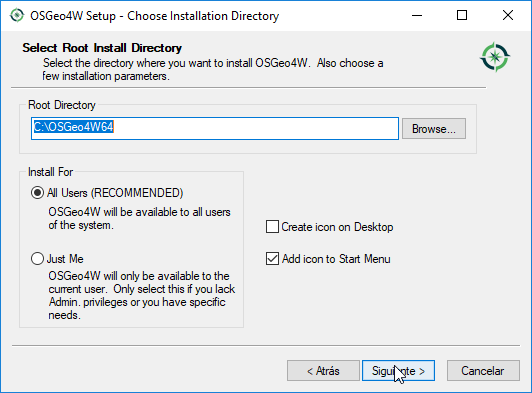 OSGeo4W Setup - Choose Installation Directory
Select Root Install Directory
Select the directory where you want to install OSGeo4W. Also choose a
few installation parameters.
Root Directory
C:\OSGeo4W64
Browse...
Install For
All Users (RECOMMENDED)
OSGeo4W will be available to all users
of the system.
Create icon on Desktop
Just Me
Add icon to Start Menu
OSGeo4W will only be available to the
current user. Only select this if you lack
Admin. privileges or you have specific
needs.
< Atrás
Siguiente >
Cancelar